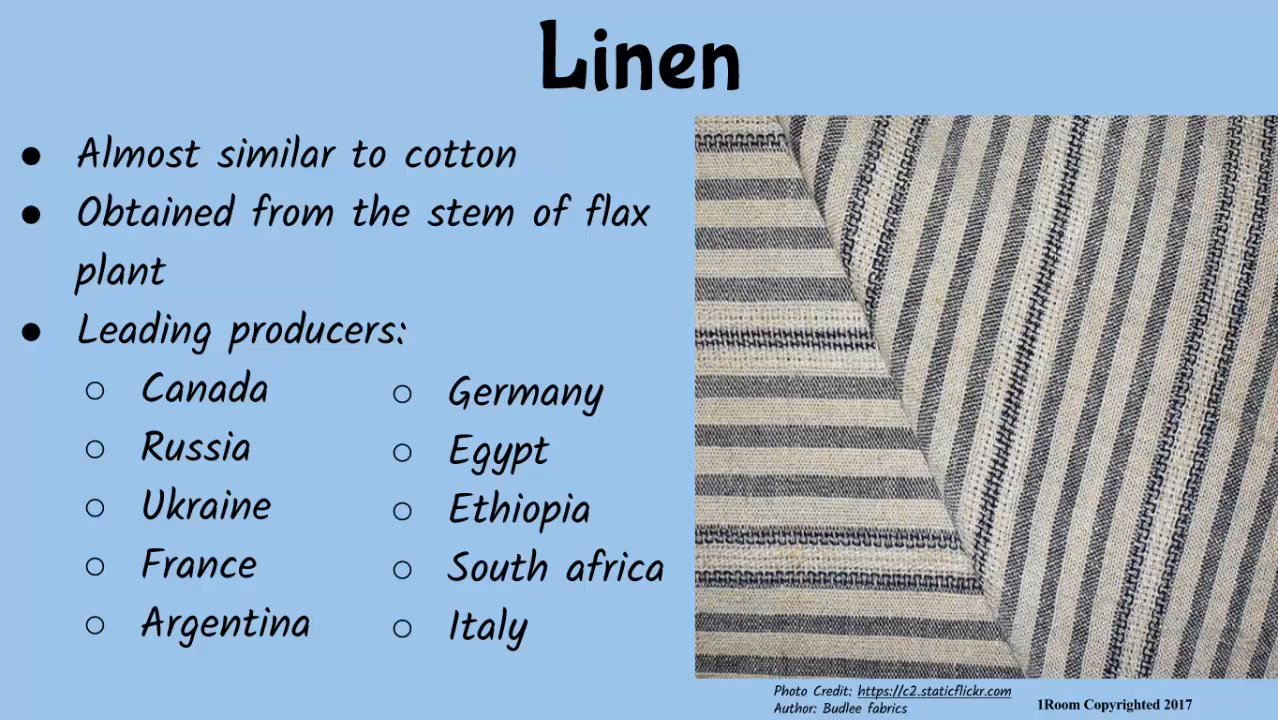 Linen
● Almost similar to cotton
● Obtained from the stem of flax
plant
● Leading producers:
○ Canada
○ Russia
○ Ukraine
○ France
○ Argentina
○ Germany
○ Egypt
○ Ethiopia
○ South africa
○ Italy
Photo Credit: https://c2.staticflickr.com
Author: Budlee fabrics
1Room Copyrighted 2017